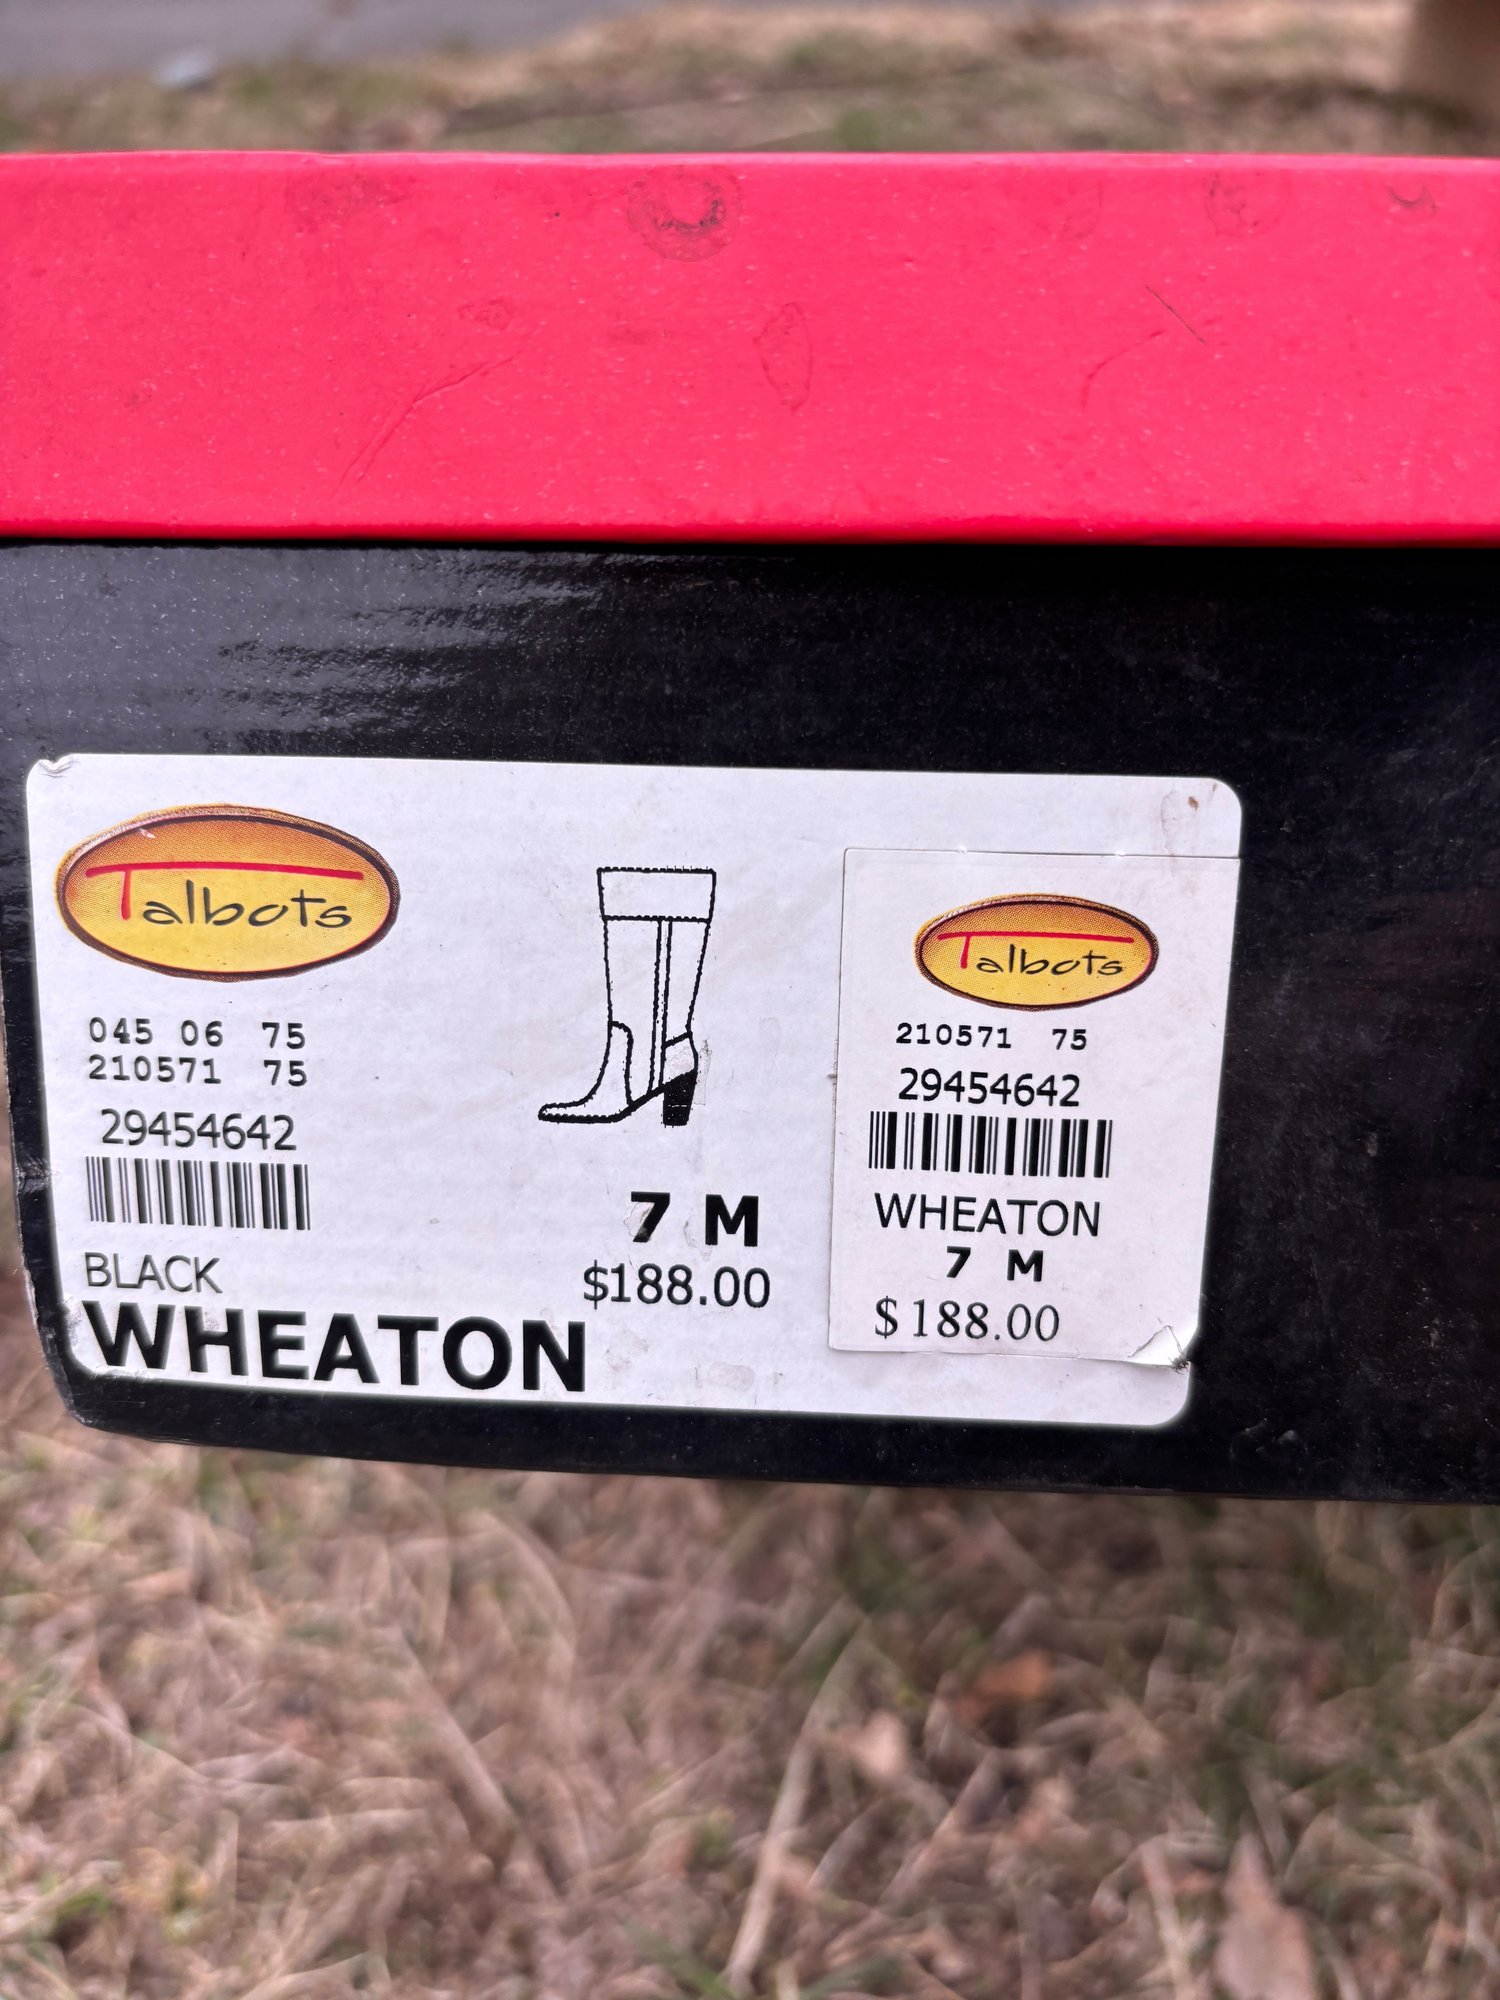 Talbots
045 06 75
210571 75
29454642
BLACK
WHEATON
7 M
$188.00
Talbots
210571 75
29454642
WHEATON
7 M
$188.00